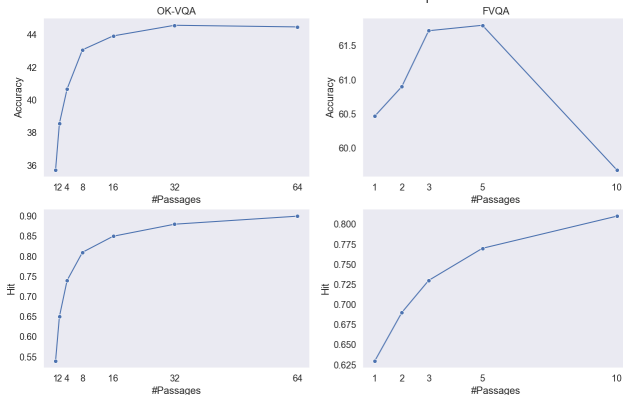 OK-VQA
FVQA
Accuracy
44
42
40
38
36
1 2 4 8 16 32 64
#Passages
Accuracy
61.5
61.0
60.5
60.0
1 2 3 5 10
#Passages
Hit
0.90
0.85
0.80
0.75
0.70
0.65
0.60
0.55
1 2 4 8 16 32 64
#Passages
Hit
0.800
0.775
0.750
0.725
0.700
0.675
0.650
0.625
1 2 3 5 10
#Passages